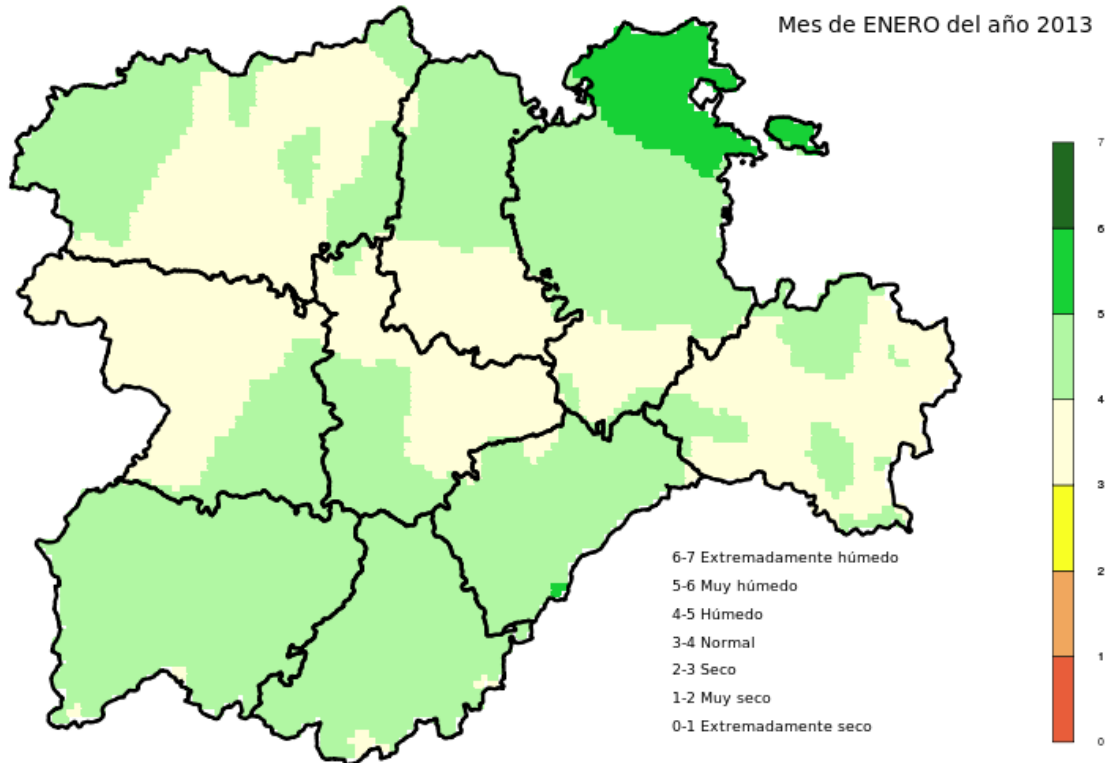 Mes de ENERO del año 2013
7
6
5
4
3
2
1
0
6-7 Extremadamente húmedo
5-6 Muy húmedo
4-5 Húmedo
3-4 Normal
2-3 Seco
1-2 Muy seco
0-1 Extremadamente seco